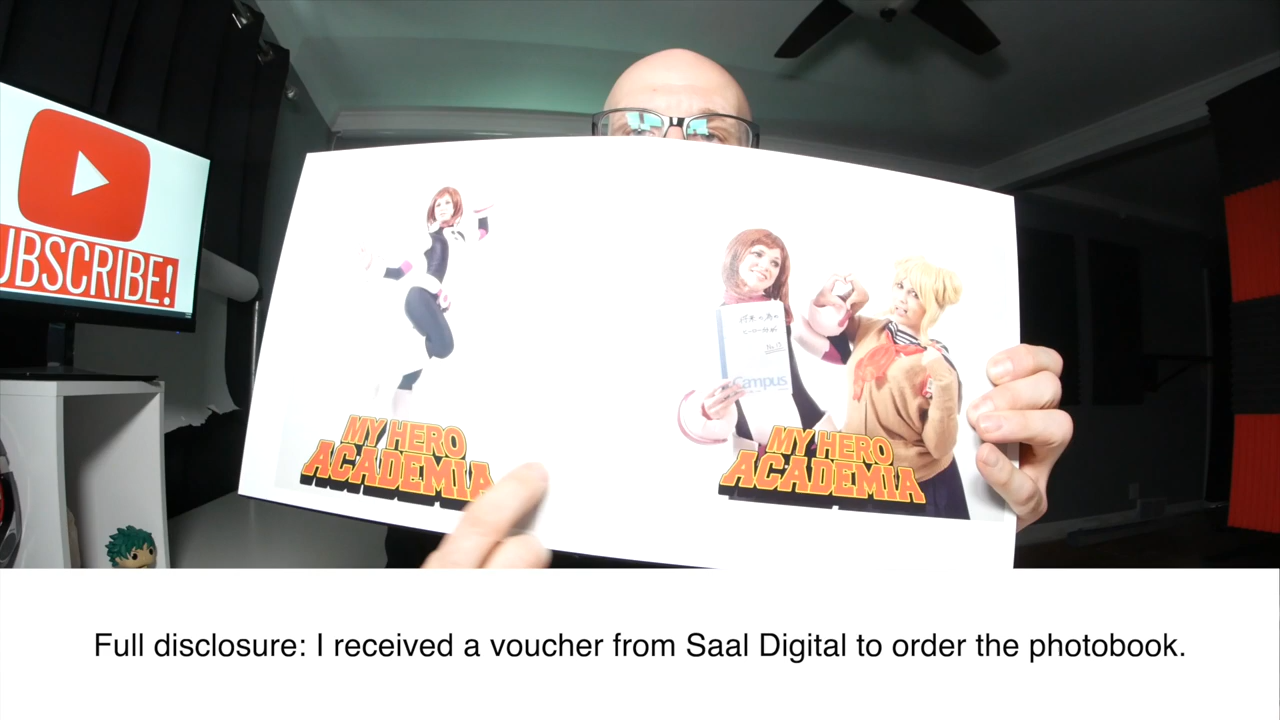 UBSCRIBE!
MY HERO
ACADEMIA
Campus
MY HERO
ACADEMIA
Full disclosure: I received a voucher from Saal Digital to order the photobook.